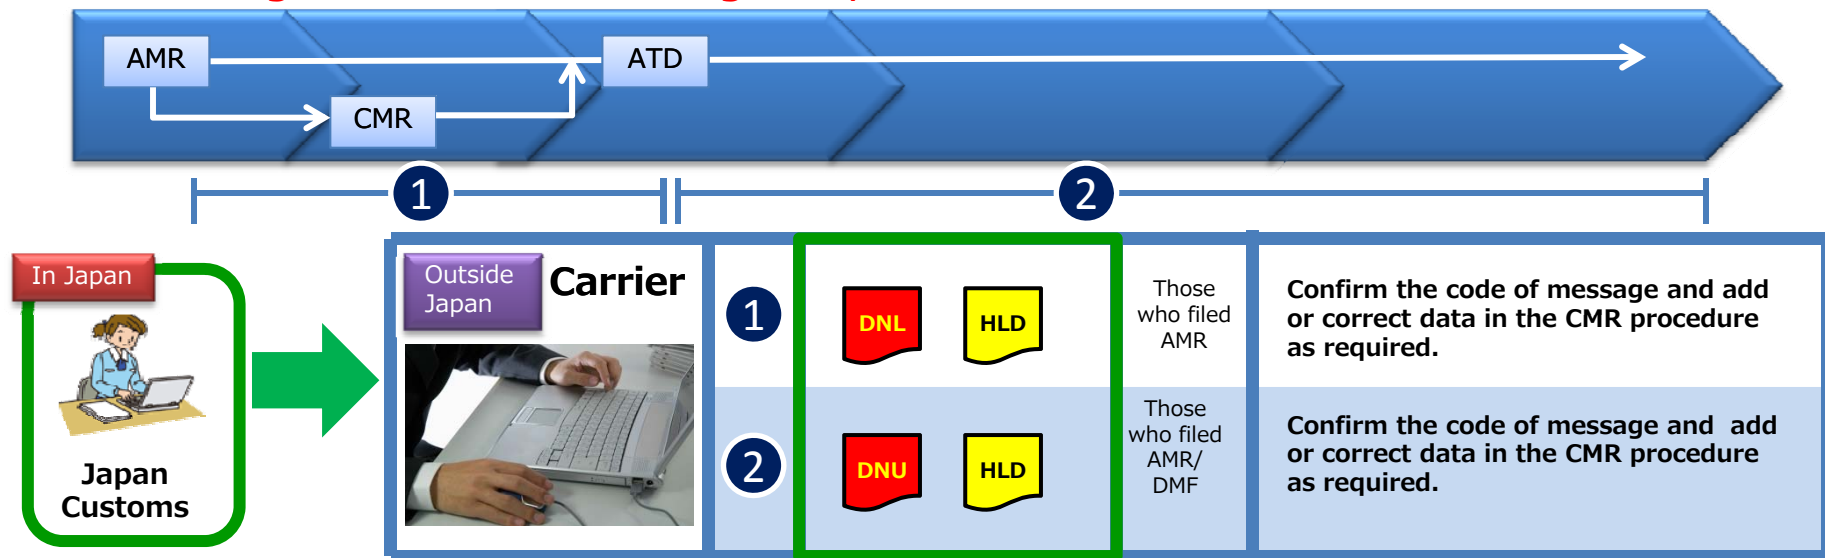 AMR
ATD
CMR
1
2
In Japan
Japan
Customs
Outside
Japan
Carrier
1
DNL
HLD
Those
who filed
AMR
Confirm the code of message and add
or correct data in the CMR procedure
as required.
2
DNU
HLD
Those
who filed
AMR/
DMF
Confirm the code of message and  add
or correct data in the CMR procedure
as required.